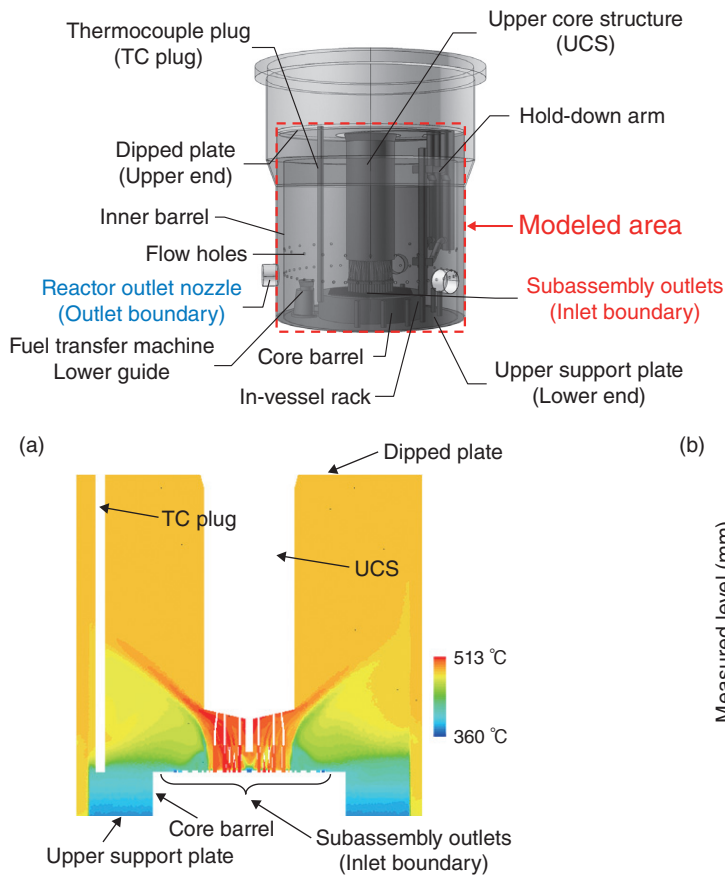 Thermocouple plug
(TC plug)
Upper core structure
(UCS)
Hold-down arm
Dipped plate
(Upper end)
Inner barrel
Modeled area
Flow holes
Reactor outlet nozzle
(Outlet boundary)
Subassembly outlets
(Inlet boundary)
Fuel transfer machine
Lower guide
Core barrel
In-vessel rack
Upper support plate
(Lower end)
(a)
(b)
Dipped plate
TC plug
UCS
513 °C
360 °C
Measured level (mm)
Core barrel
Upper support plate
Subassembly outlets
(Inlet boundary)